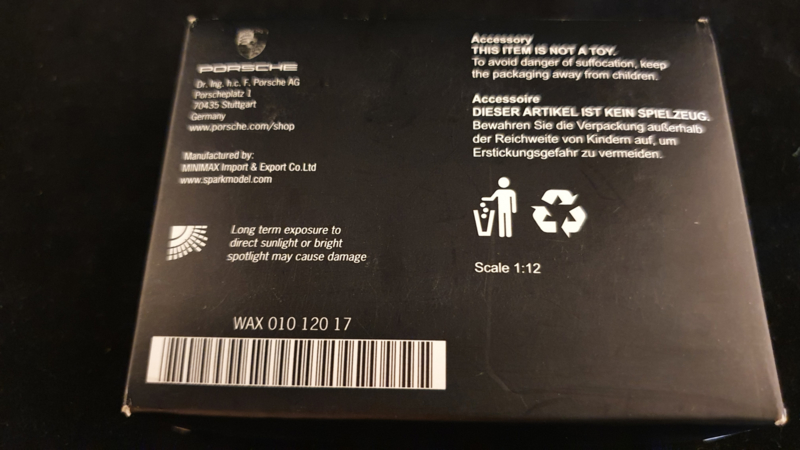 PORSCHE
Dr. Ing. h.c. F. Porsche AG
Porscheplatz 1
70435 Stuttgart
Germany
www.porsche.com/shop
Manufactured by:
MINIMAX Import & Export Co.Ltd
www.sparkmodel.com
Long term exposure to
direct sunlight or bright
spotlight may cause damage
WAX 010 120 17
Accessory
THIS ITEM IS NOT A TOY.
To avoid danger of suffocation, keep
the packaging away from children.
Accessoire
DIESER ARTIKEL IST KEIN SPIELZEUG.
Bewahren Sie die Verpackung außerhalb
der Reichweite von Kindern auf, um
Erstickungsgefahr zu vermeiden.
Scale 1:12